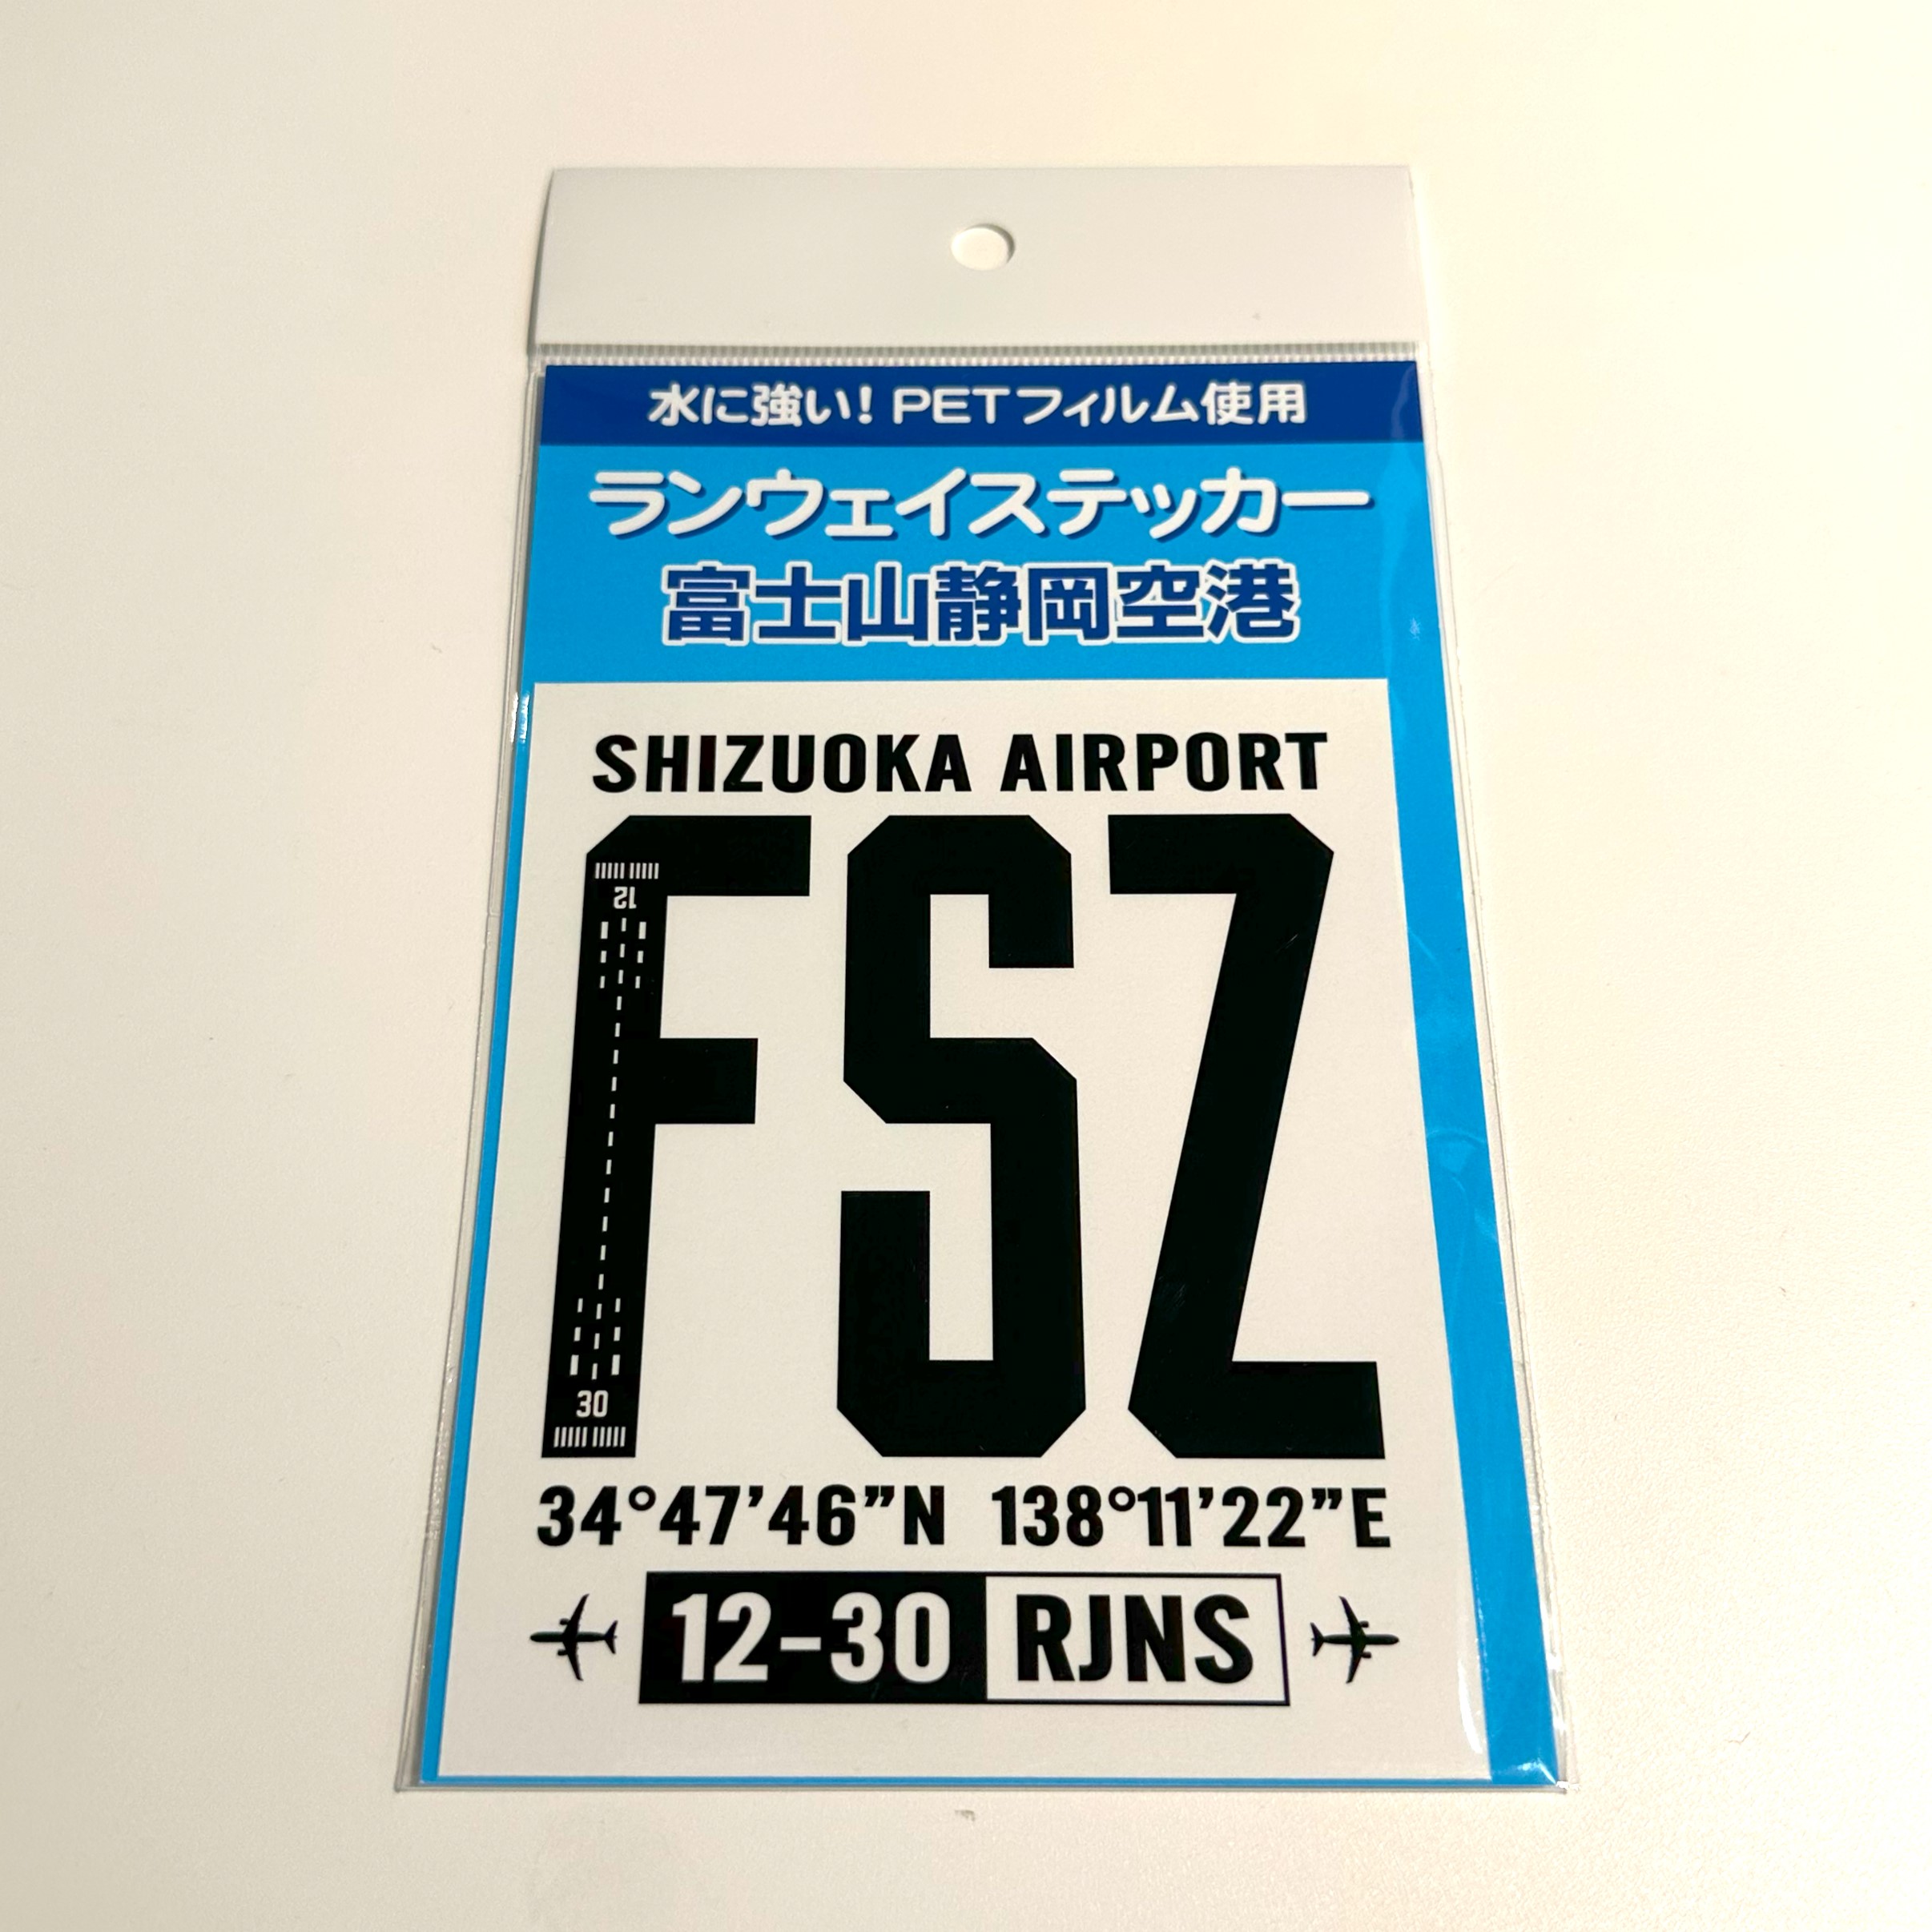 水に強い！PETフィルム使用
ランウェイステッカー
富士山静岡空港
SHIZUOKA AIRPORT
FSZ
12
30
34°47’46”N 138°11’22”E
12-30 RJNS